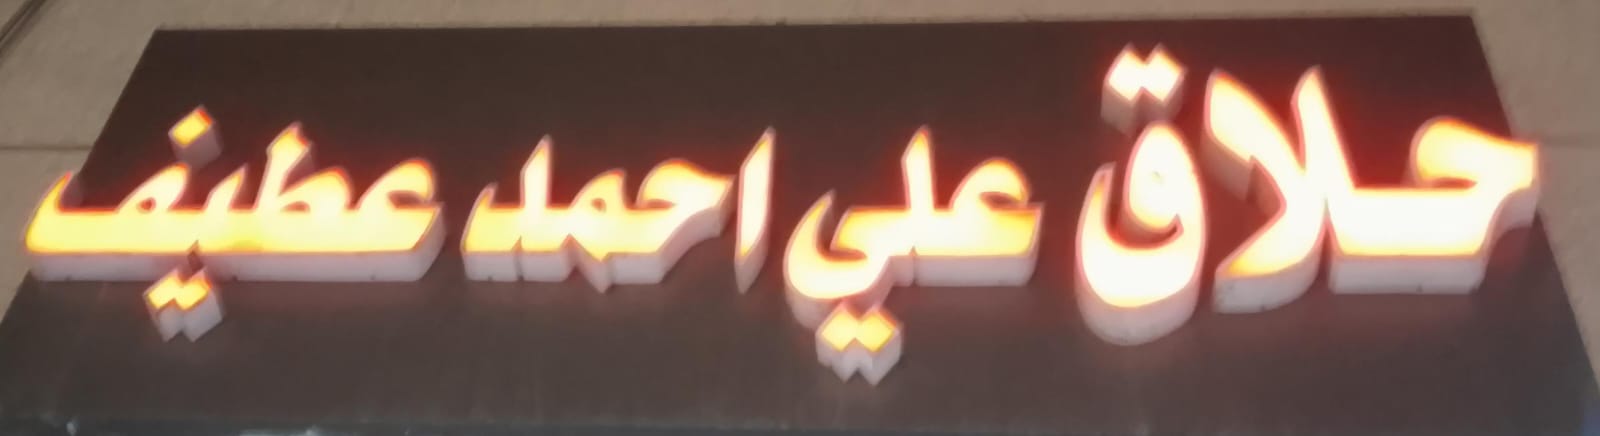 حلاق علي احمد عطيف